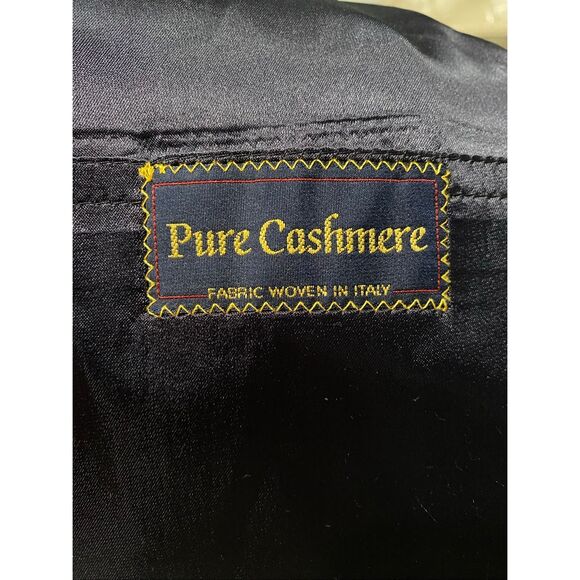 Pure Cashmere
FABRIC WOVEN IN ITALY